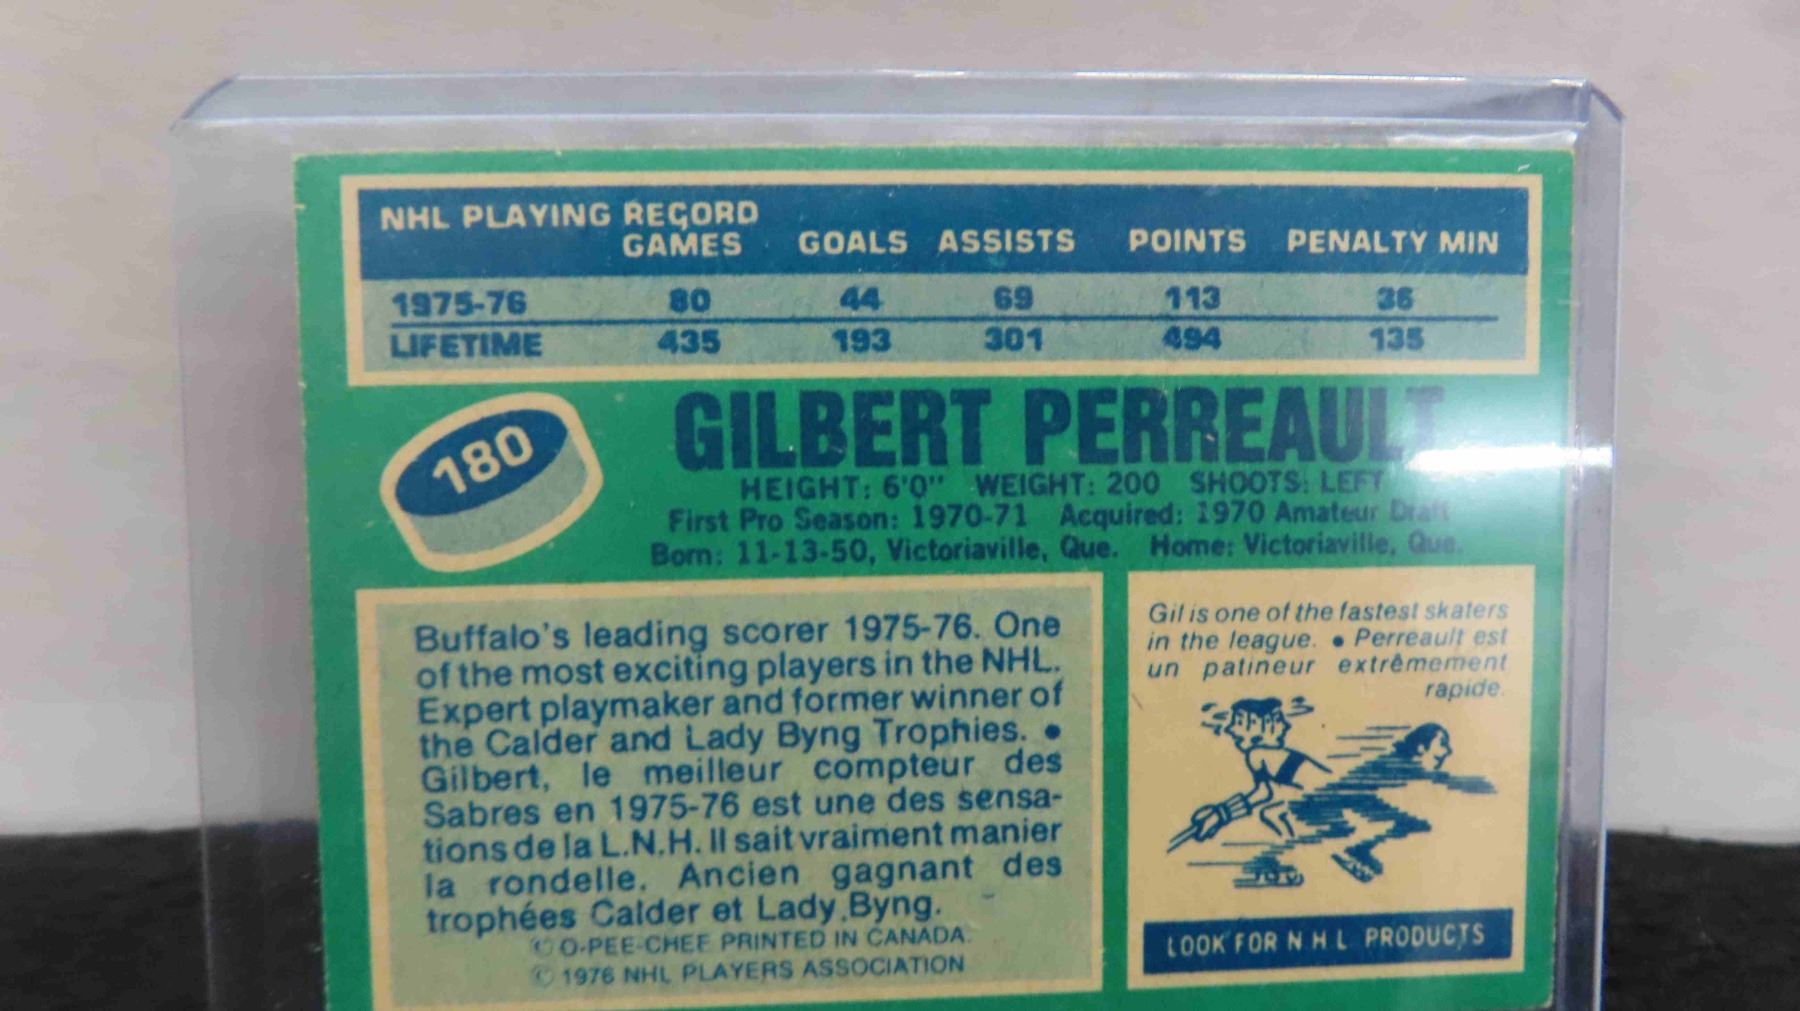 NHL PLAYING RECORD
GAMES GOALS ASSISTS POINTS PENALTY MIN
1975-76 80 44 69 113 36
LIFETIME 435 193 301 494 135
180
GILBERT PERREAULT
HEIGHT: 6'0" WEIGHT: 200 SHOOTS: LEFT
First Pro Season: 1970-71 Acquired: 1970 Amateur Draft
Born: 11-13-50, Victoriaville, Que. Home: Victoriaville, Que.
Buffalo's leading scorer 1975-76. One
of the most exciting players in the NHL.
Expert playmaker and former winner of
the Calder and Lady Byng Trophies. •
Gilbert, le meilleur compteur des
Sabres en 1975-76 est une des sensa-
tions de la L.N.H. Il sait vraiment manier
la rondelle. Ancien gagnant des
trophées Calder et Lady Byng.
© O-PEE-CHEE PRINTED IN CANADA.
© 1976 NHL PLAYERS ASSOCIATION
Gil is one of the fastest skaters
in the league. • Perreault est
un patineur extrêmement
rapide.
LOOK FOR N H L PRODUCTS